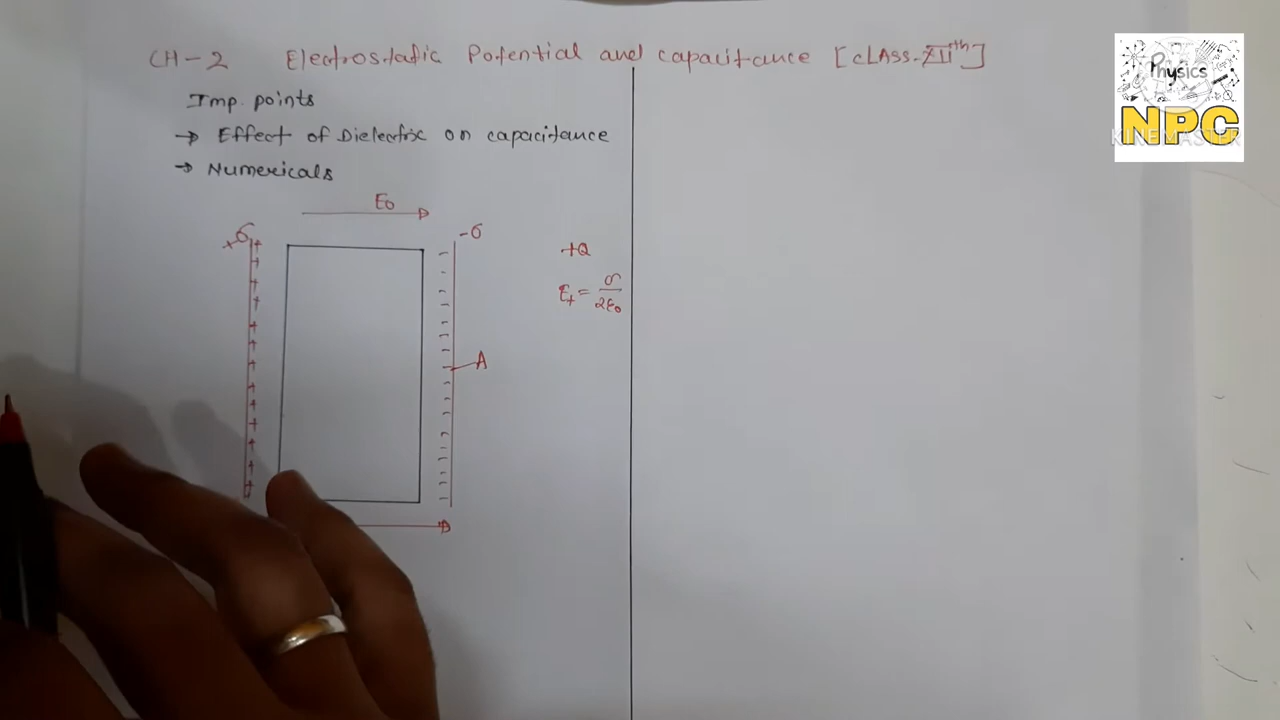 CH-2 Electrostatic Potential and capacitance [CLASS-XIIth]
Imp. points
→ Effect of Dielectric on capacitance
→ Numericals
E₀
+σ
-σ
A
+Q
E₊ = σ/2ε₀
Physics
NPC
KINEMASTER